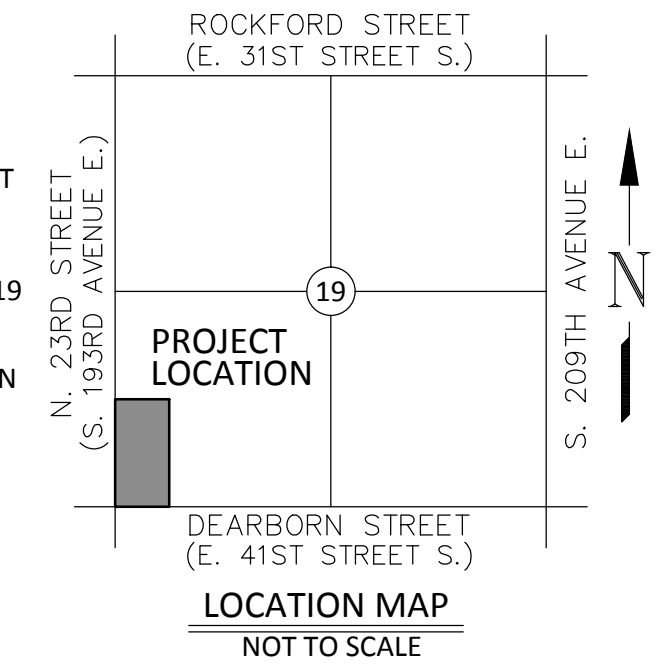 ROCKFORD STREET
(E. 31ST STREET S.)
T
19
N
N. 23RD STREET
(S. 193RD AVENUE E.)
19
PROJECT
LOCATION
S. 209TH AVENUE E.
N
DEARBORN STREET
(E. 41ST STREET S.)
LOCATION MAP
NOT TO SCALE